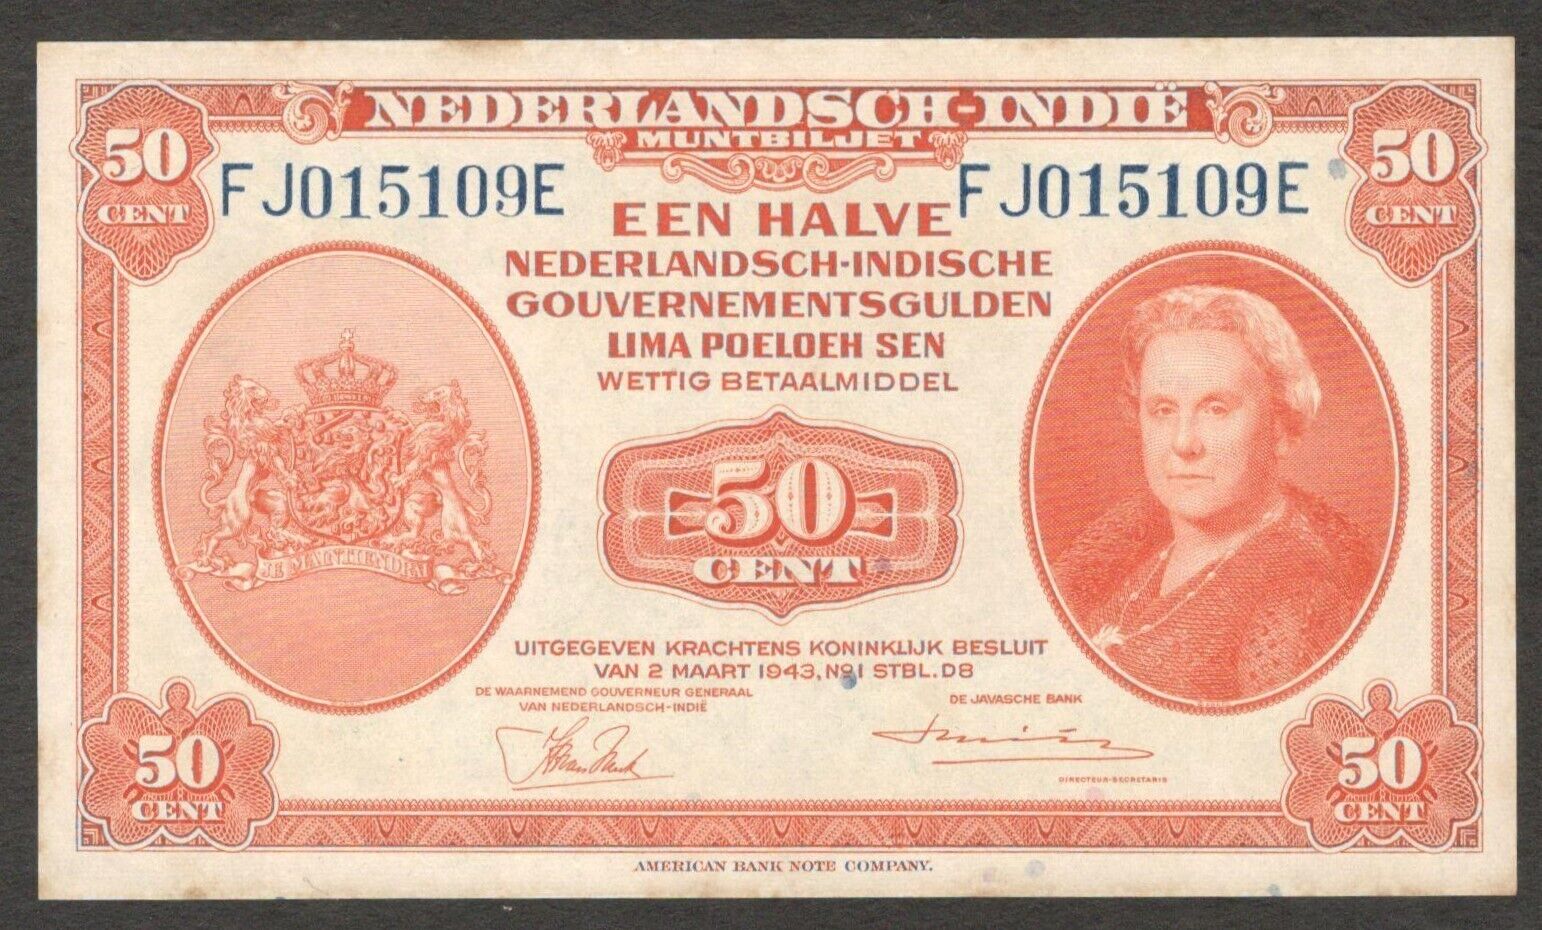 NEDERLANDSCH-INDIË
MUNTBILJET
50 CENT
50 CENT
FJ015109E
FJ015109E
EEN HALVE
NEDERLANDSCH-INDISCHE
GOUVERNEMENTSGULDEN
LIMA POELOEH SEN
WETTIG BETAALMIDDEL
JE MAINTIENDRAI
50
CENT
UITGEGEVEN KRACHTENS KONINKLIJK BESLUIT
VAN 2 MAART 1943, Nº1 STBL. D8
DE WAARNEMEND GOUVERNEUR GENERAAL
VAN NEDERLANDSCH-INDIË
DE JAVASCHE BANK
DIRECTEUR-SECRETARIS
50 CENT
50 CENT
AMERICAN BANK NOTE COMPANY.